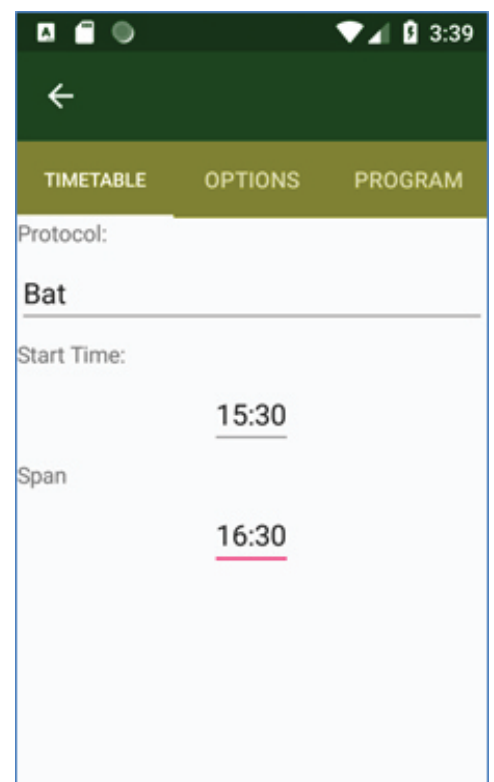 3:39
TIMETABLE OPTIONS PROGRAM
Protocol:
Bat
Start Time:
15:30
Span
16:30